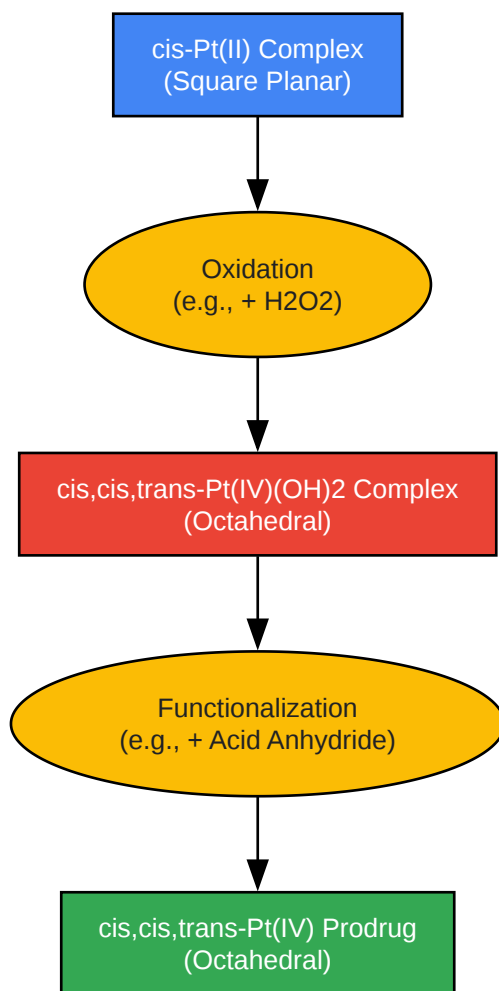 cis-Pt(II) Complex
(Square Planar)
Oxidation
(e.g., + H2O2)
cis,cis,trans-Pt(IV)(OH)2 Complex
(Octahedral)
Functionalization
(e.g., + Acid Anhydride)
cis,cis,trans-Pt(IV) Prodrug
(Octahedral)